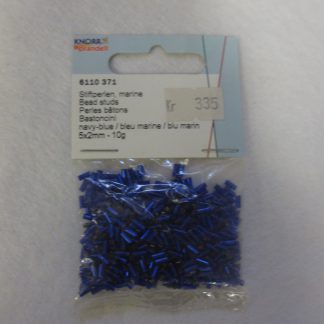 KNORR
Prandell
6110 371
Stiftperlen, marine
Bead studs
Perles bâtons
Bastoncini
navy-blue / bleu marine / blu marin
5x2mm - 10g
Kr 335